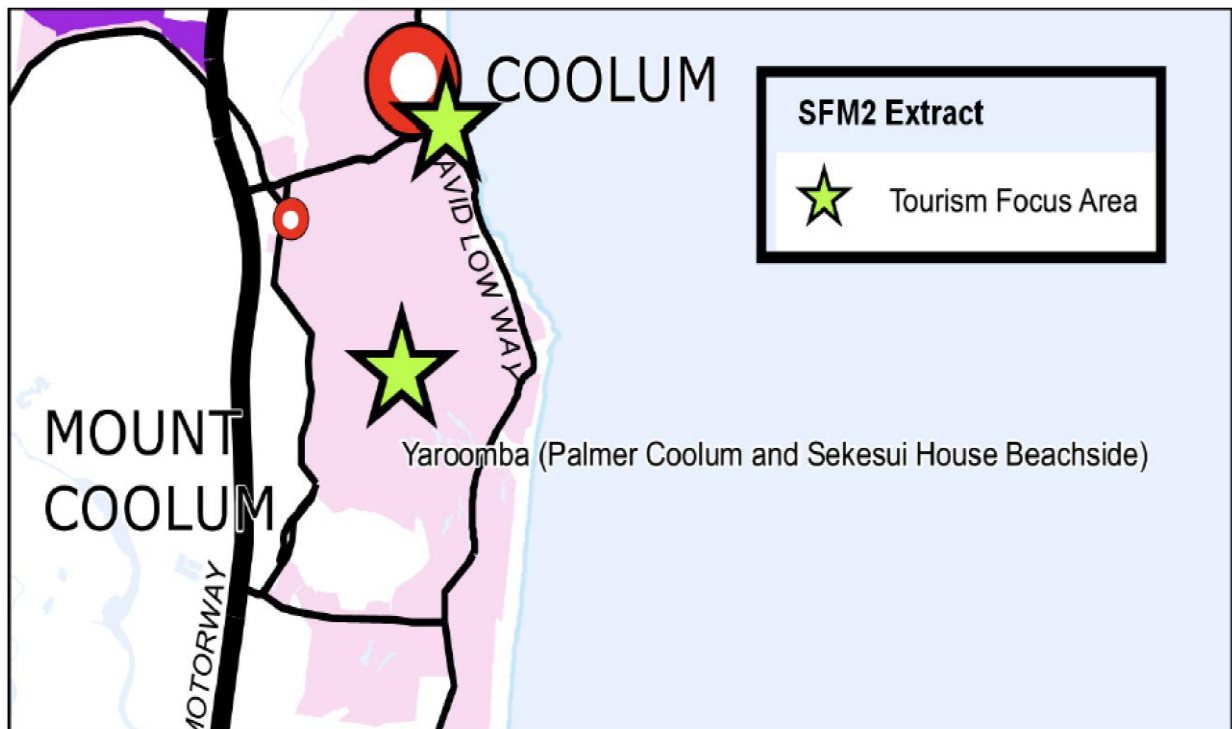 COOLUM
SFM2 Extract
Tourism Focus Area
AVID LOW WAY
MOUNT
COOLUM
Yaroomba (Palmer Coolum and Sekesui House Beachside)
MOTORWAY